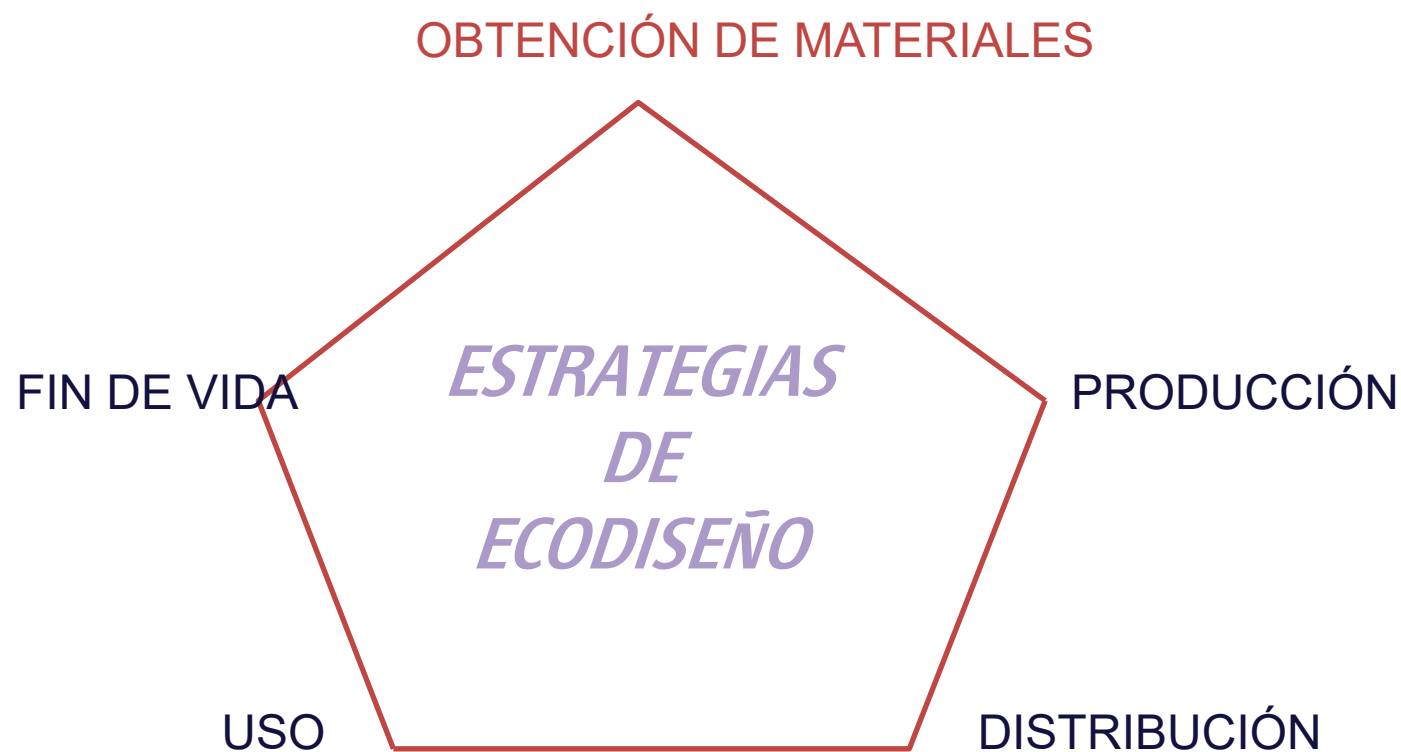 OBTENCIÓN DE MATERIALES
FIN DE VIDA
ESTRATEGIAS
DE
ECODISEÑO
PRODUCCIÓN
USO
DISTRIBUCIÓN